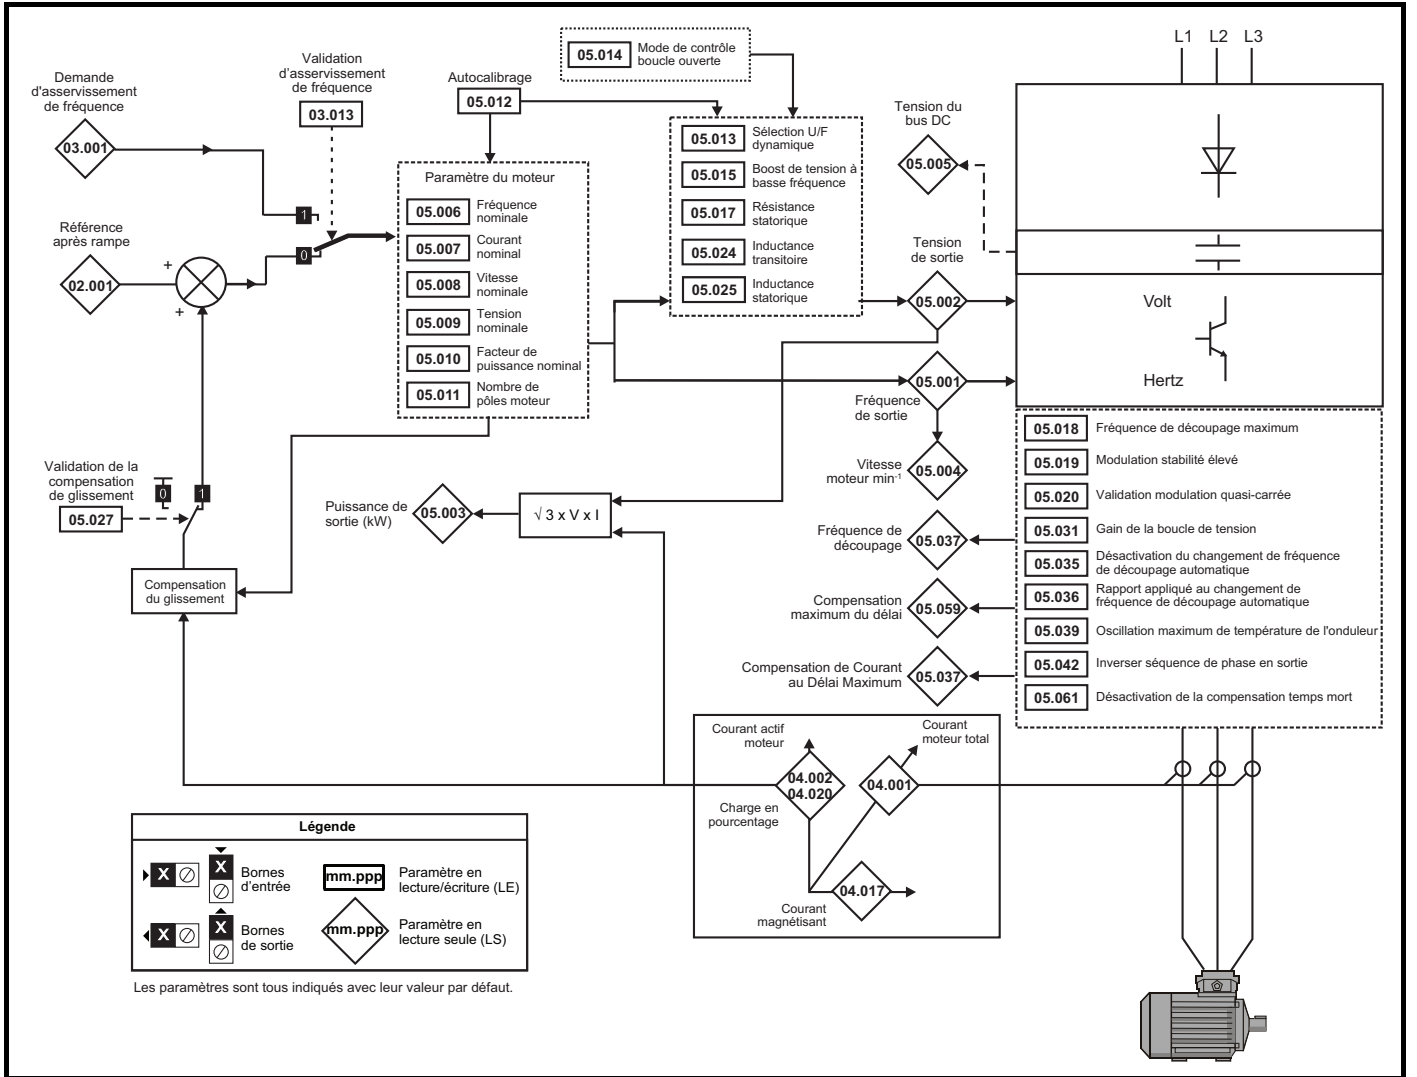 L1 L2 L3
05.014 Mode de contrôle
boucle ouverte
Validation
d'asservissement
de fréquence
03.013
Demande
d'asservissement
de fréquence
03.001
Autocalibrage
05.012
Référence
après rampe
02.001
+
+
1
0
Paramètre du moteur
05.006 Fréquence
nominale
05.007 Courant
nominal
05.008 Vitesse
nominale
05.009 Tension
nominale
05.010 Facteur de
puissance nominal
05.011 Nombre de
pôles moteur
05.013 Sélection U/F
dynamique
05.015 Boost de tension à
basse fréquence
05.017 Résistance
statorique
05.024 Inductance
transitoire
05.025 Inductance
statorique
Tension du
bus DC
05.005
Tension
de sortie
05.002
05.001
Fréquence
de sortie
Vitesse
moteur min-1
05.004
Volt
Hertz
05.018 Fréquence de découpage maximum
05.019 Modulation stabilité élevé
05.020 Validation modulation quasi-carrée
05.031 Gain de la boucle de tension
05.035 Désactivation du changement de fréquence
de découpage automatique
05.036 Rapport appliqué au changement de
fréquence de découpage automatique
05.039 Oscillation maximum de température de l'onduleur
05.042 Inverser séquence de phase en sortie
05.061 Désactivation de la compensation temps mort
Fréquence de
découpage
05.037
Compensation
maximum du délai
05.059
Compensation de Courant
au Délai Maximum
05.037
Validation de la
compensation
de glissement
05.027
0
1
Compensation
du glissement
Puissance de
sortie (kW)
05.003
√ 3 x V x I
Courant actif
moteur
04.002
04.020
Charge en
pourcentage
Courant
moteur total
04.001
04.017
Courant
magnétisant
Légende
X
X
Bornes
d'entrée
mm.ppp
Paramètre en
lecture/écriture (LE)
X
X
Bornes
de sortie
mm.ppp
Paramètre en
lecture seule (LS)
Les paramètres sont tous indiqués avec leur valeur par défaut.